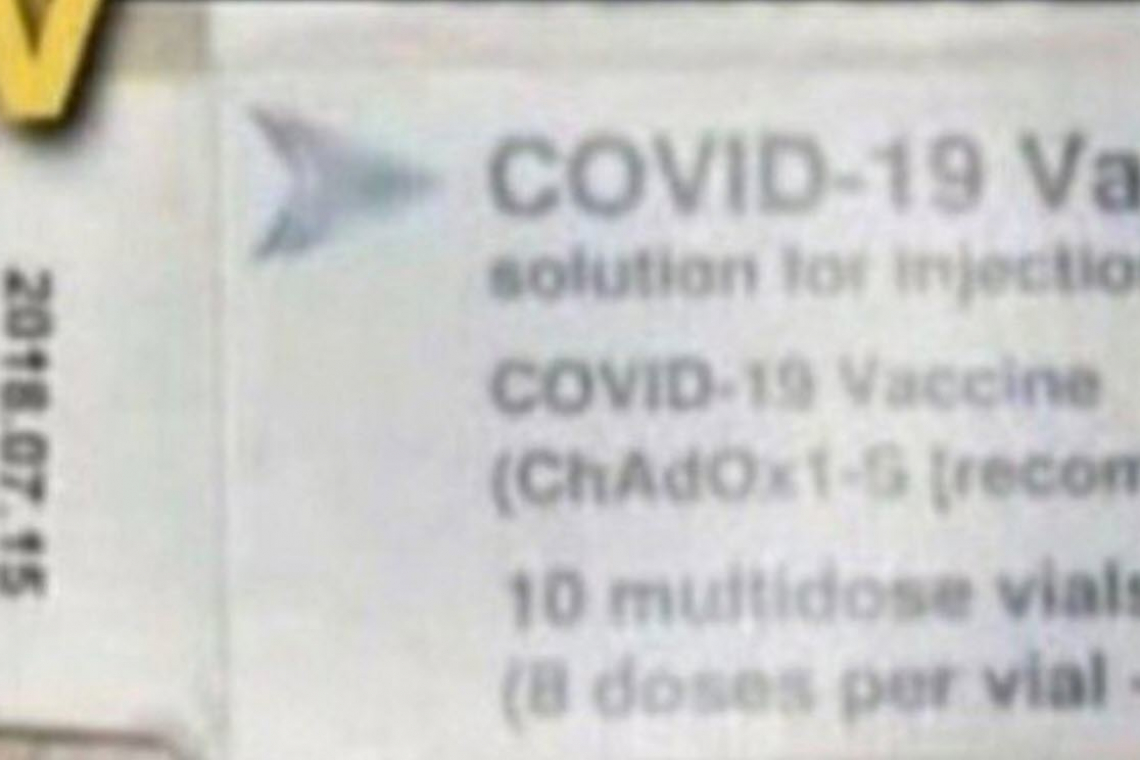 V
COVID-19 Va
solution for injectio
COVID-19 Vaccine
(ChAdOx1-S [recom
10 multidose vials
(8 doses per vial -
2018.07.15